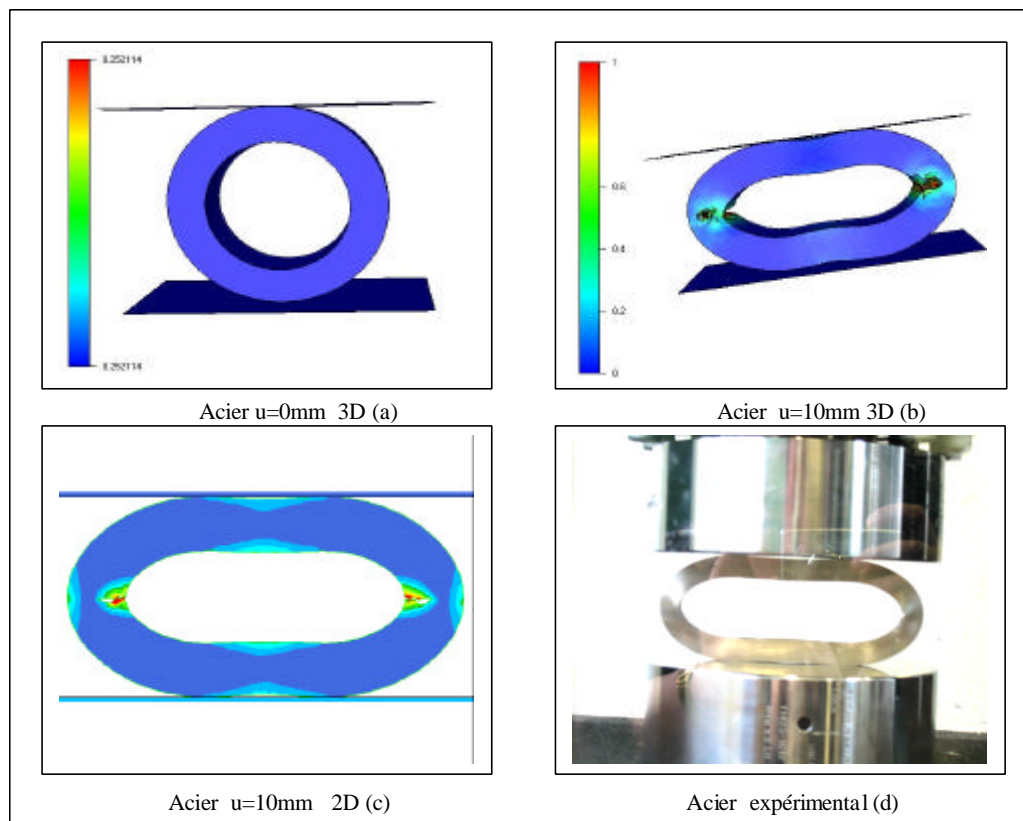 0.252114
0.252114
Acier u=0mm 3D (a)
1
0.8
0.6
0.4
0.2
0
Acier u=10mm 3D (b)
Acier u=10mm 2D (c)
Acier expérimental (d)